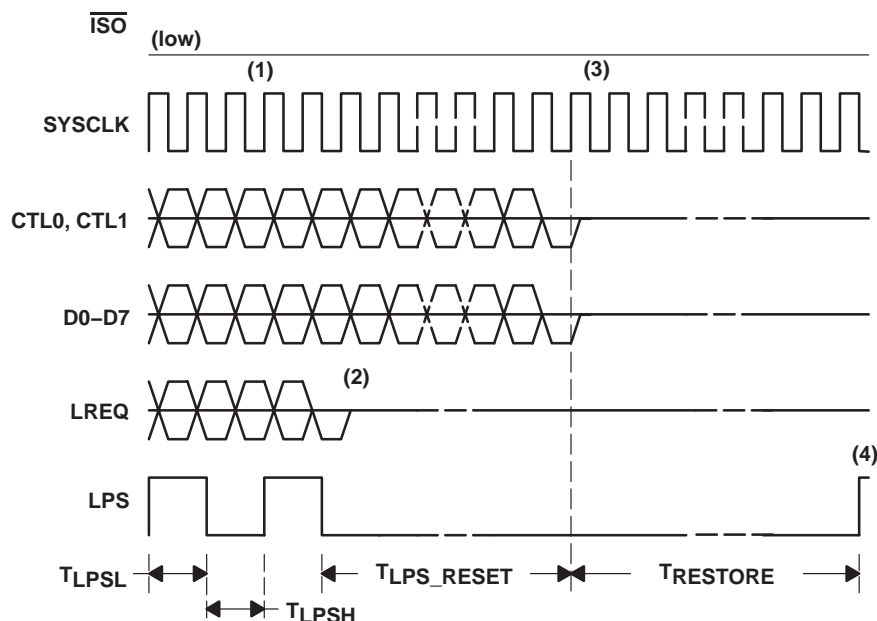 ISO
(low)
(1)
(3)
SYSCLK
CTL0, CTL1
D0–D7
(2)
LREQ
(4)
LPS
TLPSL
TLPS_RESET
TRESTORE
TLPSH